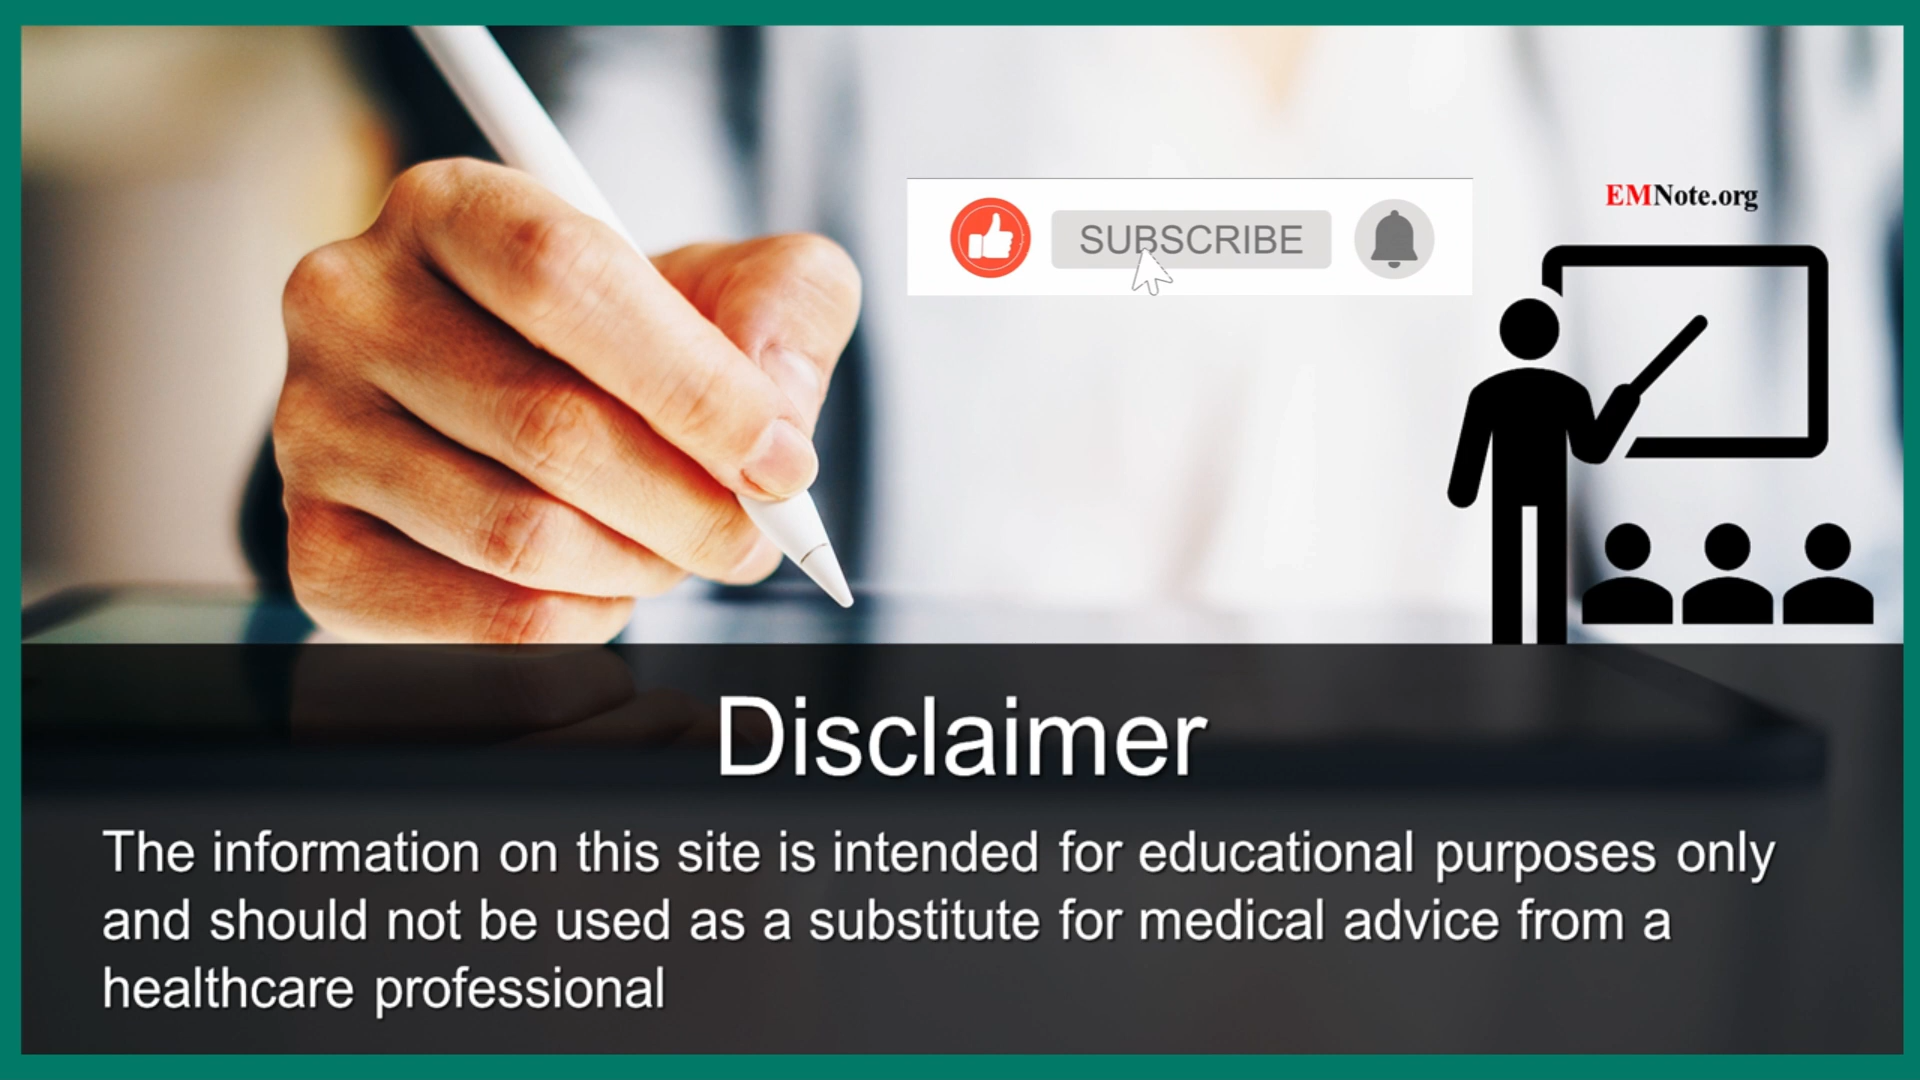 EMNote.org
SUBSCRIBE
Disclaimer
The information on this site is intended for educational purposes only
and should not be used as a substitute for medical advice from a
healthcare professional